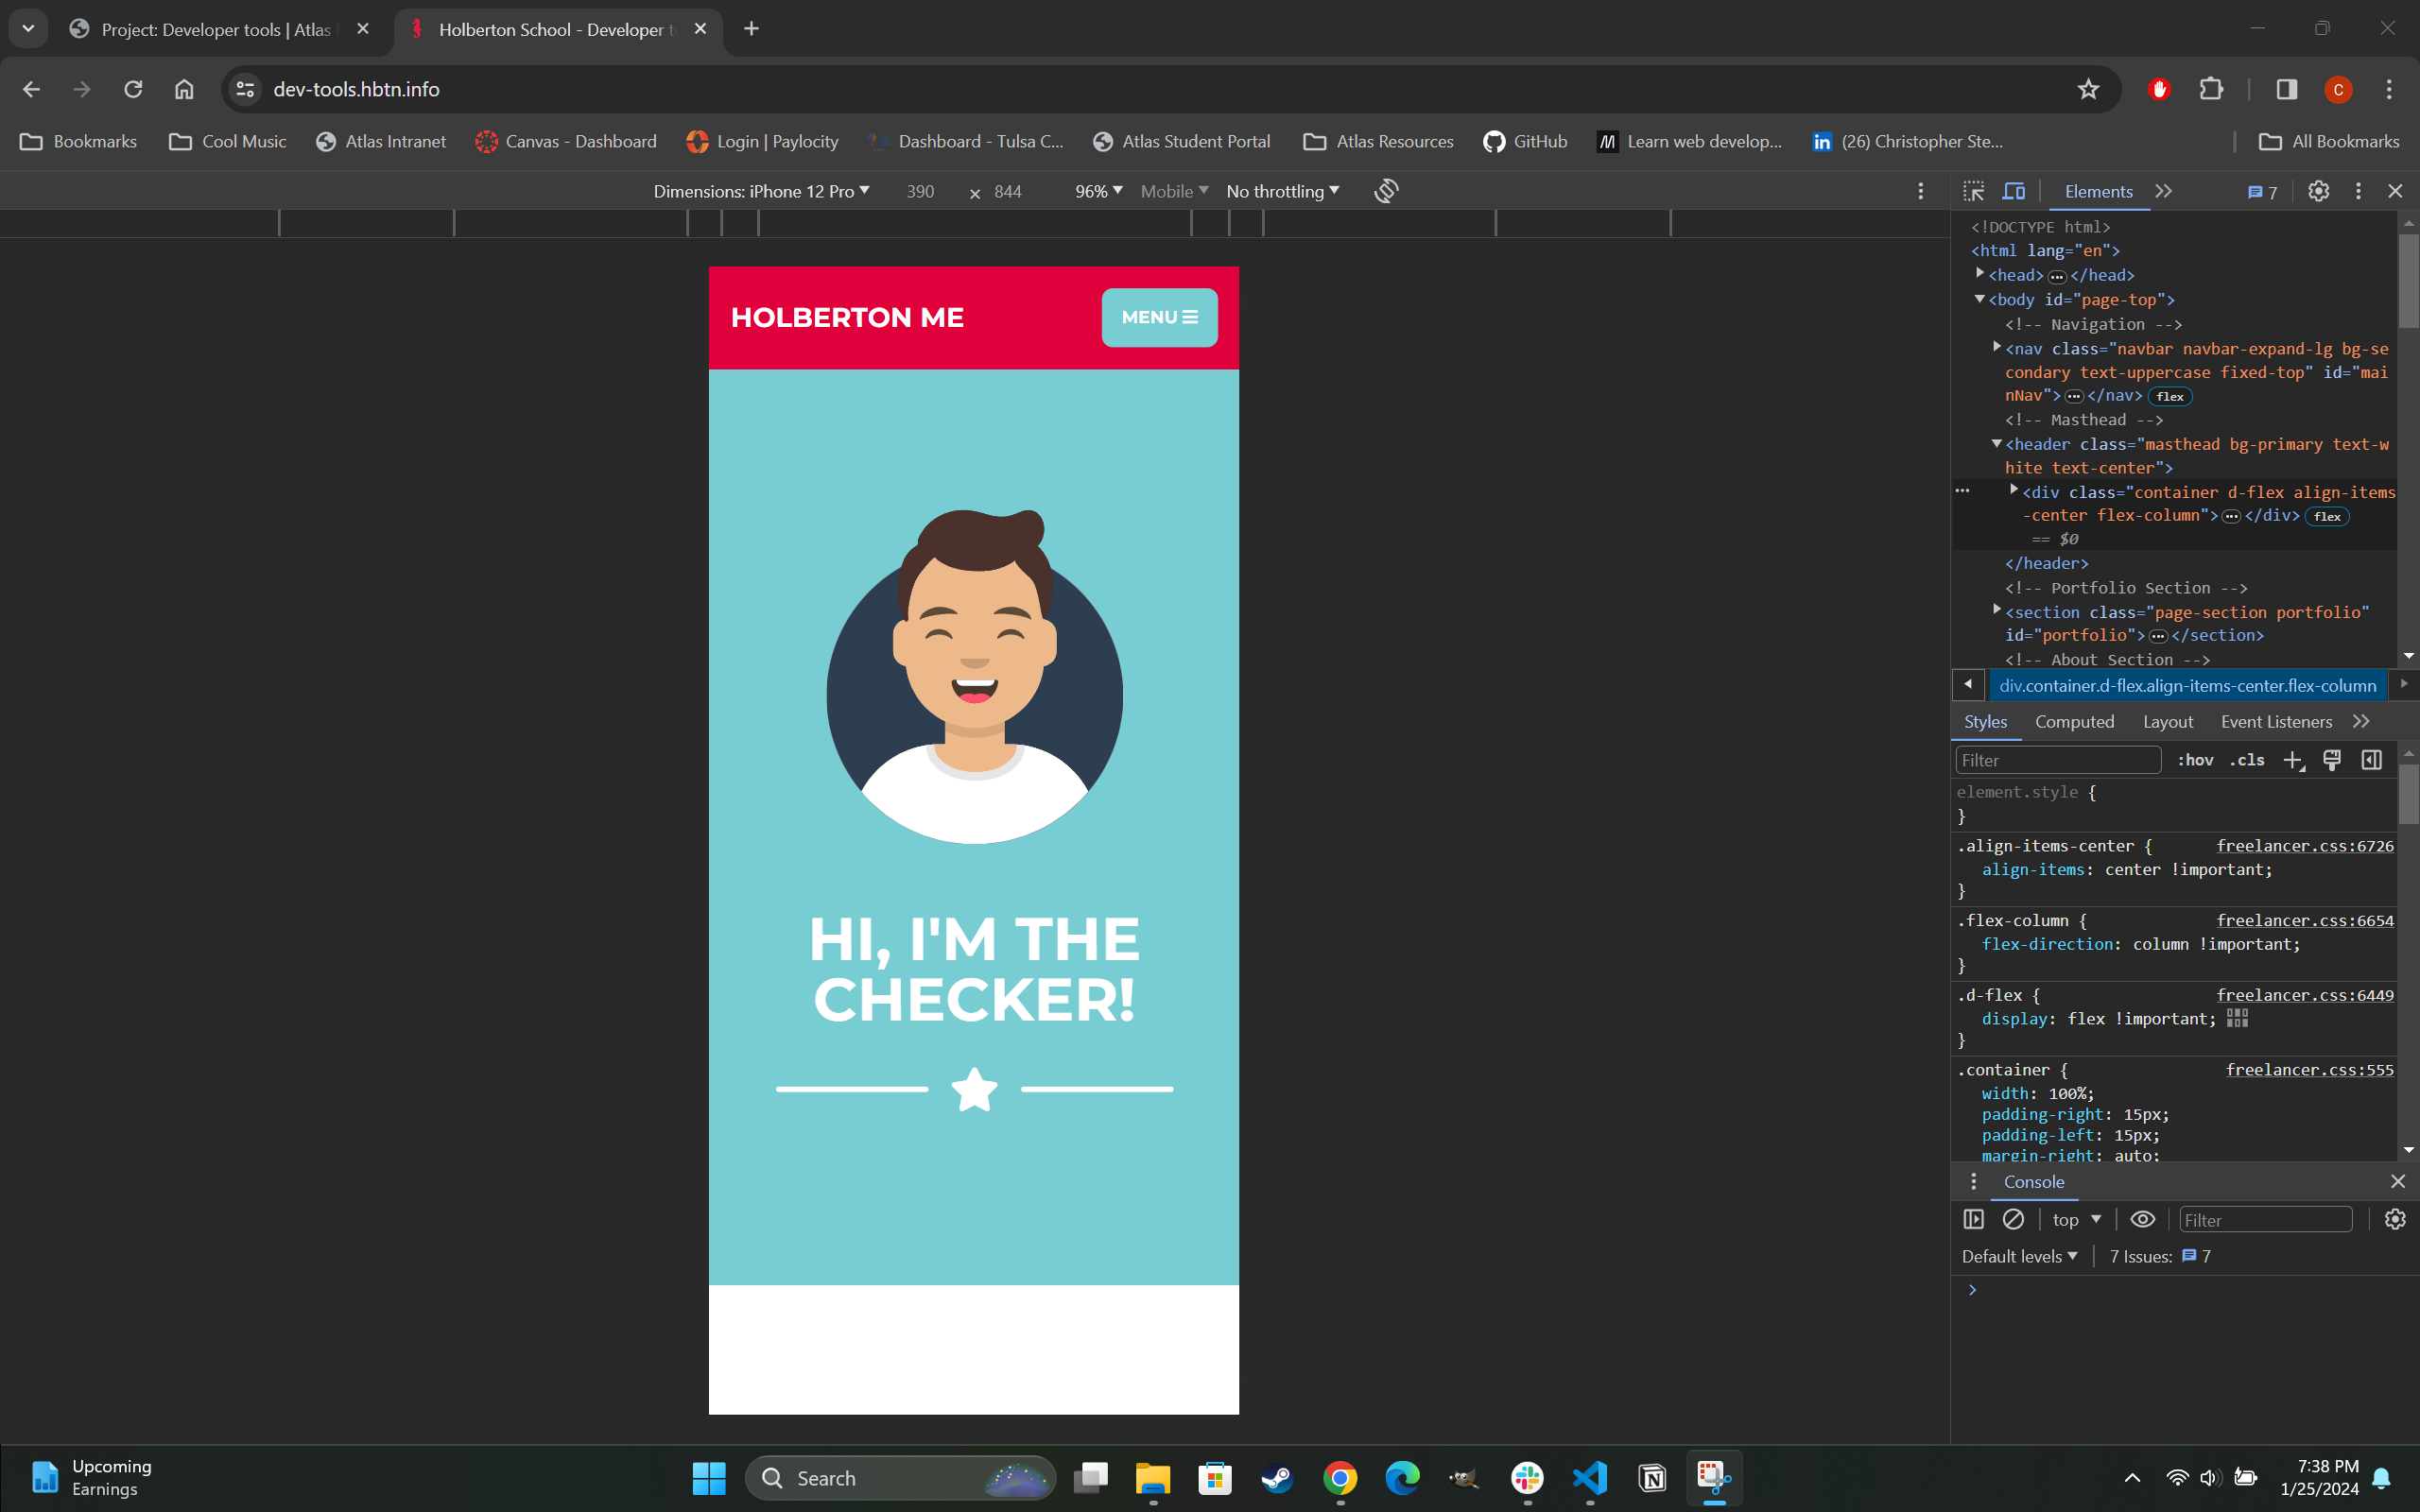 Project: Developer tools | Atlas
Holberton School - Developer t
dev-tools.hbtn.info
Bookmarks
Cool Music
Atlas Intranet
Canvas - Dashboard
Login | Paylocity
Dashboard - Tulsa C...
Atlas Student Portal
Atlas Resources
GitHub
Learn web develop...
(26) Christopher Ste...
All Bookmarks
C
Dimensions: iPhone 12 Pro
390 × 844
96%
Mobile
No throttling
HOLBERTON ME
MENU
HI, I'M THE
CHECKER!
Elements
7
<!DOCTYPE html>
<html lang="en">
<head>…</head>
<body id="page-top">
<!-- Navigation -->
<nav class="navbar navbar-expand-lg bg-se
condary text-uppercase fixed-top" id="mai
nNav">…</nav> flex
<!-- Masthead -->
<header class="masthead bg-primary text-w
hite text-center">
… <div class="container d-flex align-items
-center flex-column">…</div> flex
== $0
</header>
<!-- Portfolio Section -->
<section class="page-section portfolio"
id="portfolio">…</section>
<!-- About Section -->
div.container.d-flex.align-items-center.flex-column
Styles
Computed
Layout
Event Listeners
Filter
:hov
.cls
element.style {
}
.align-items-center { freelancer.css:6726
align-items: center !important;
}
.flex-column { freelancer.css:6654
flex-direction: column !important;
}
.d-flex { freelancer.css:6449
display: flex !important;
}
.container { freelancer.css:555
width: 100%;
padding-right: 15px;
padding-left: 15px;
margin-right: auto;
Console
top
Filter
Default levels
7 Issues: 7
Upcoming
Earnings
Search
7:38 PM
1/25/2024